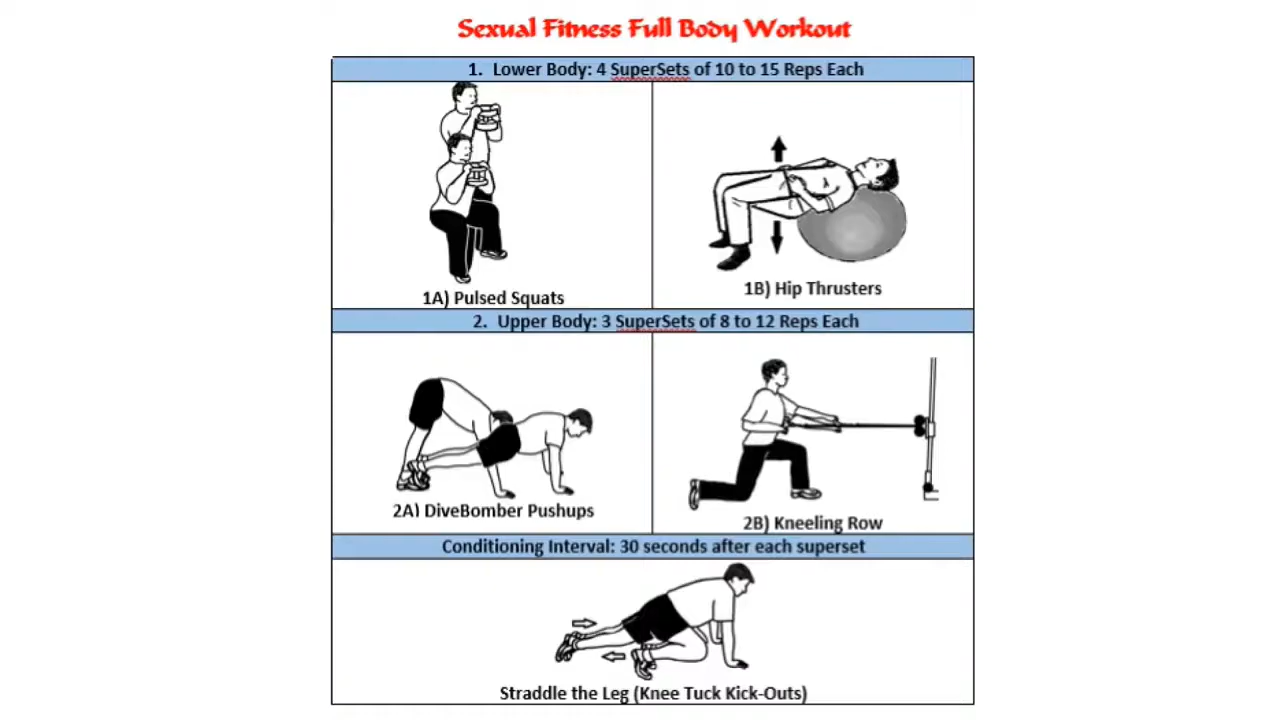 Sexual Fitness Full Body Workout
1. Lower Body: 4 SuperSets of 10 to 15 Reps Each
1A) Pulsed Squats
1B) Hip Thrusters
2. Upper Body: 3 SuperSets of 8 to 12 Reps Each
2A) DiveBomber Pushups
2B) Kneeling Row
Conditioning Interval: 30 seconds after each superset
Straddle the Leg (Knee Tuck Kick-Outs)